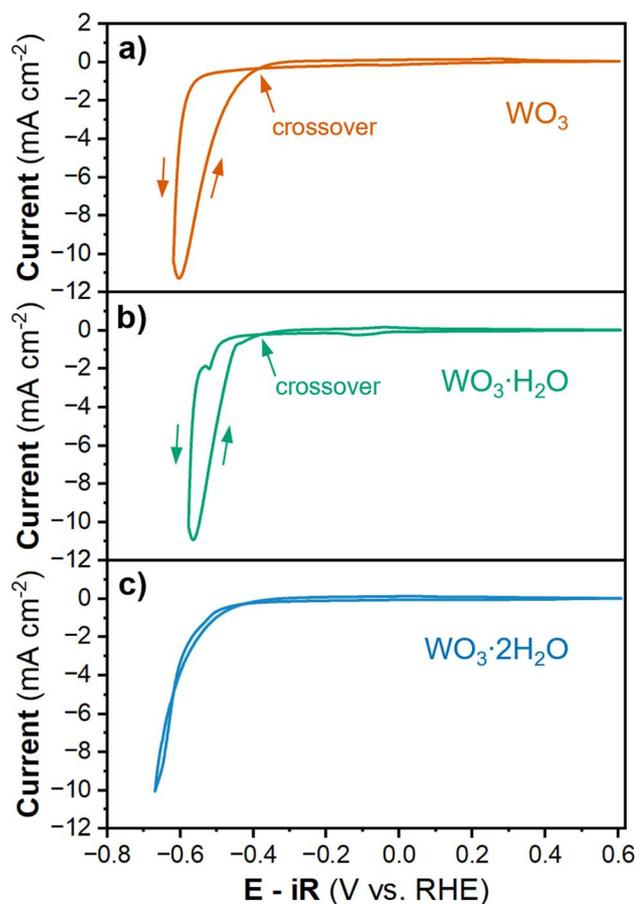 a)
2
0
−2
−4
−6
−8
−10
−12
Current (mA cm⁻²)
WO₃
crossover
b)
0
−2
−4
−6
−8
−10
−12
Current (mA cm⁻²)
WO₃·H₂O
crossover
c)
0
−2
−4
−6
−8
−10
−12
Current (mA cm⁻²)
WO₃·2H₂O
−0.8 −0.6 −0.4 −0.2 0.0 0.2 0.4 0.6
E - iR (V vs. RHE)